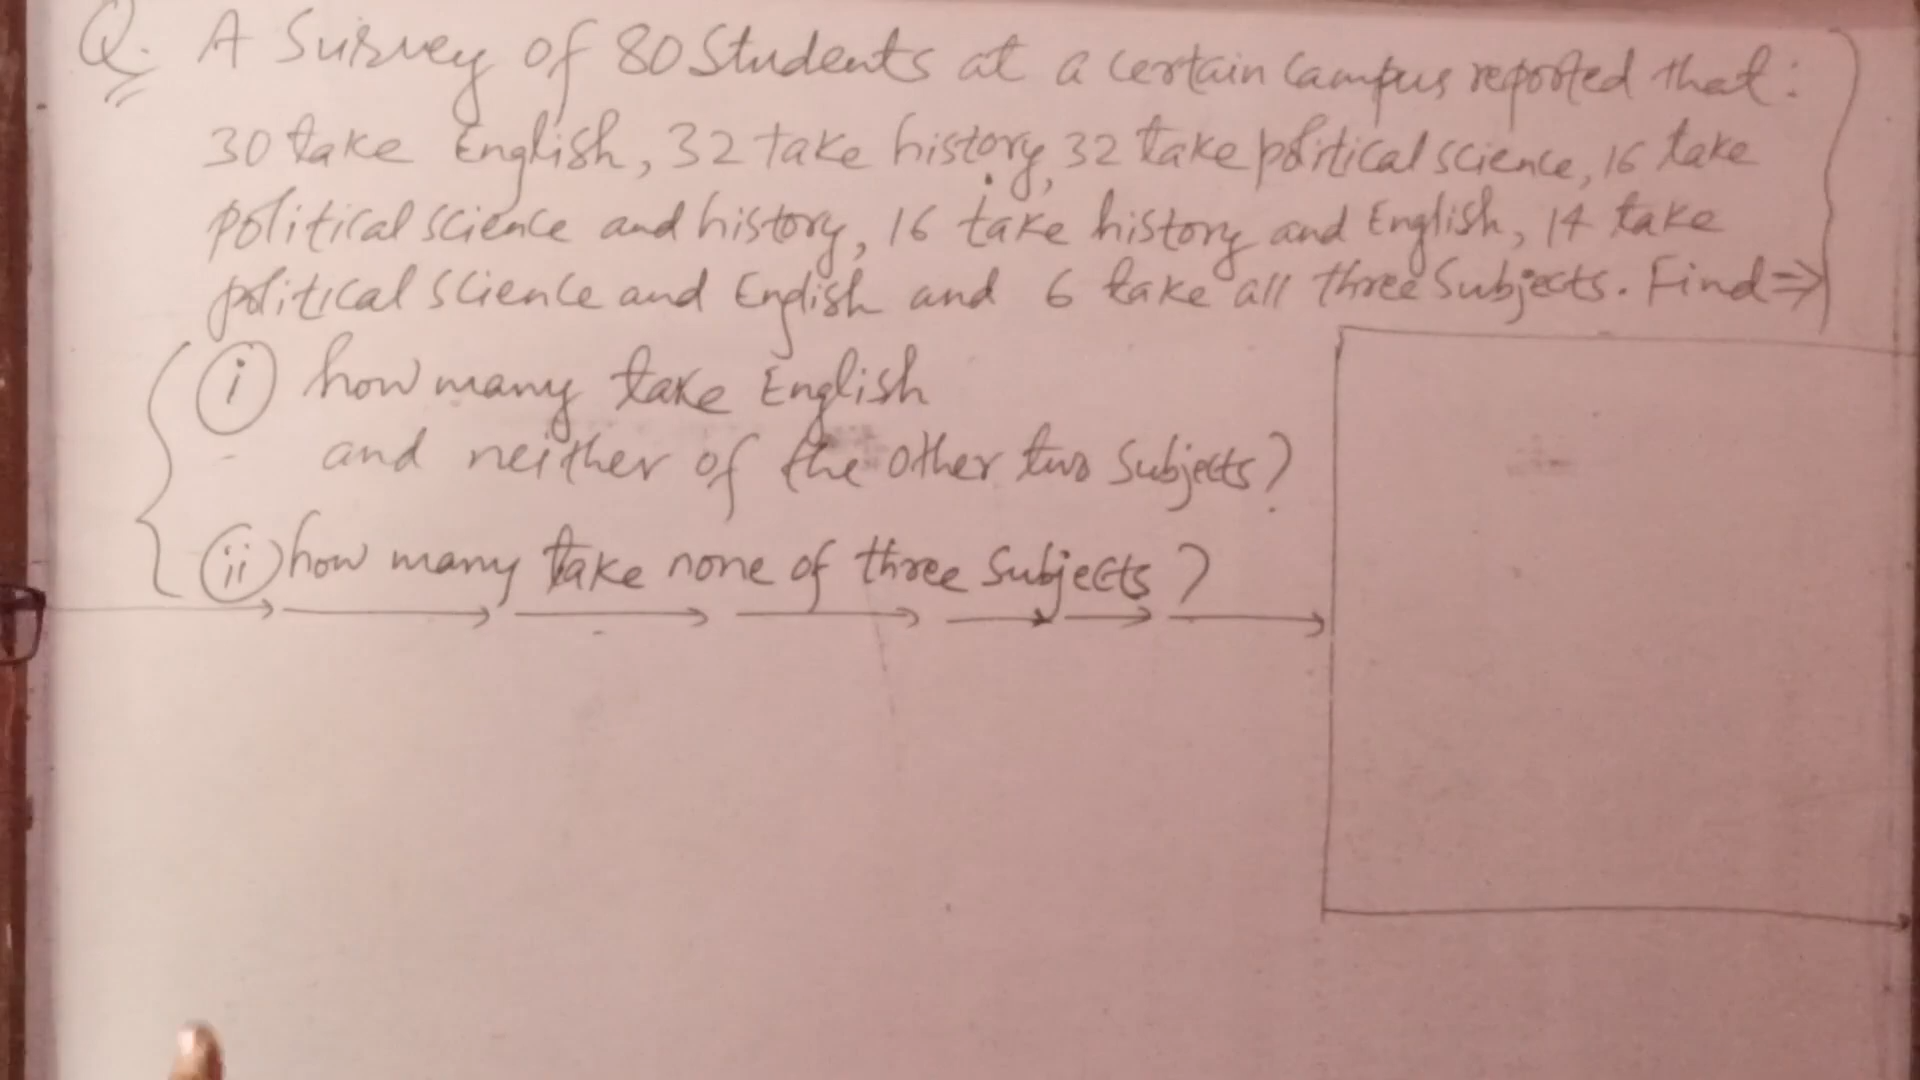 Q. A Survey of 80 Students at a certain Campus reported that:
30 take English, 32 take history, 32 take political science, 16 take
political science and history, 16 take history and English, 14 take
political science and English and 6 take all three Subjects. Find ⇒
(i) how many take English
and neither of the other two Subjects?
(ii) how many take none of three Subjects?